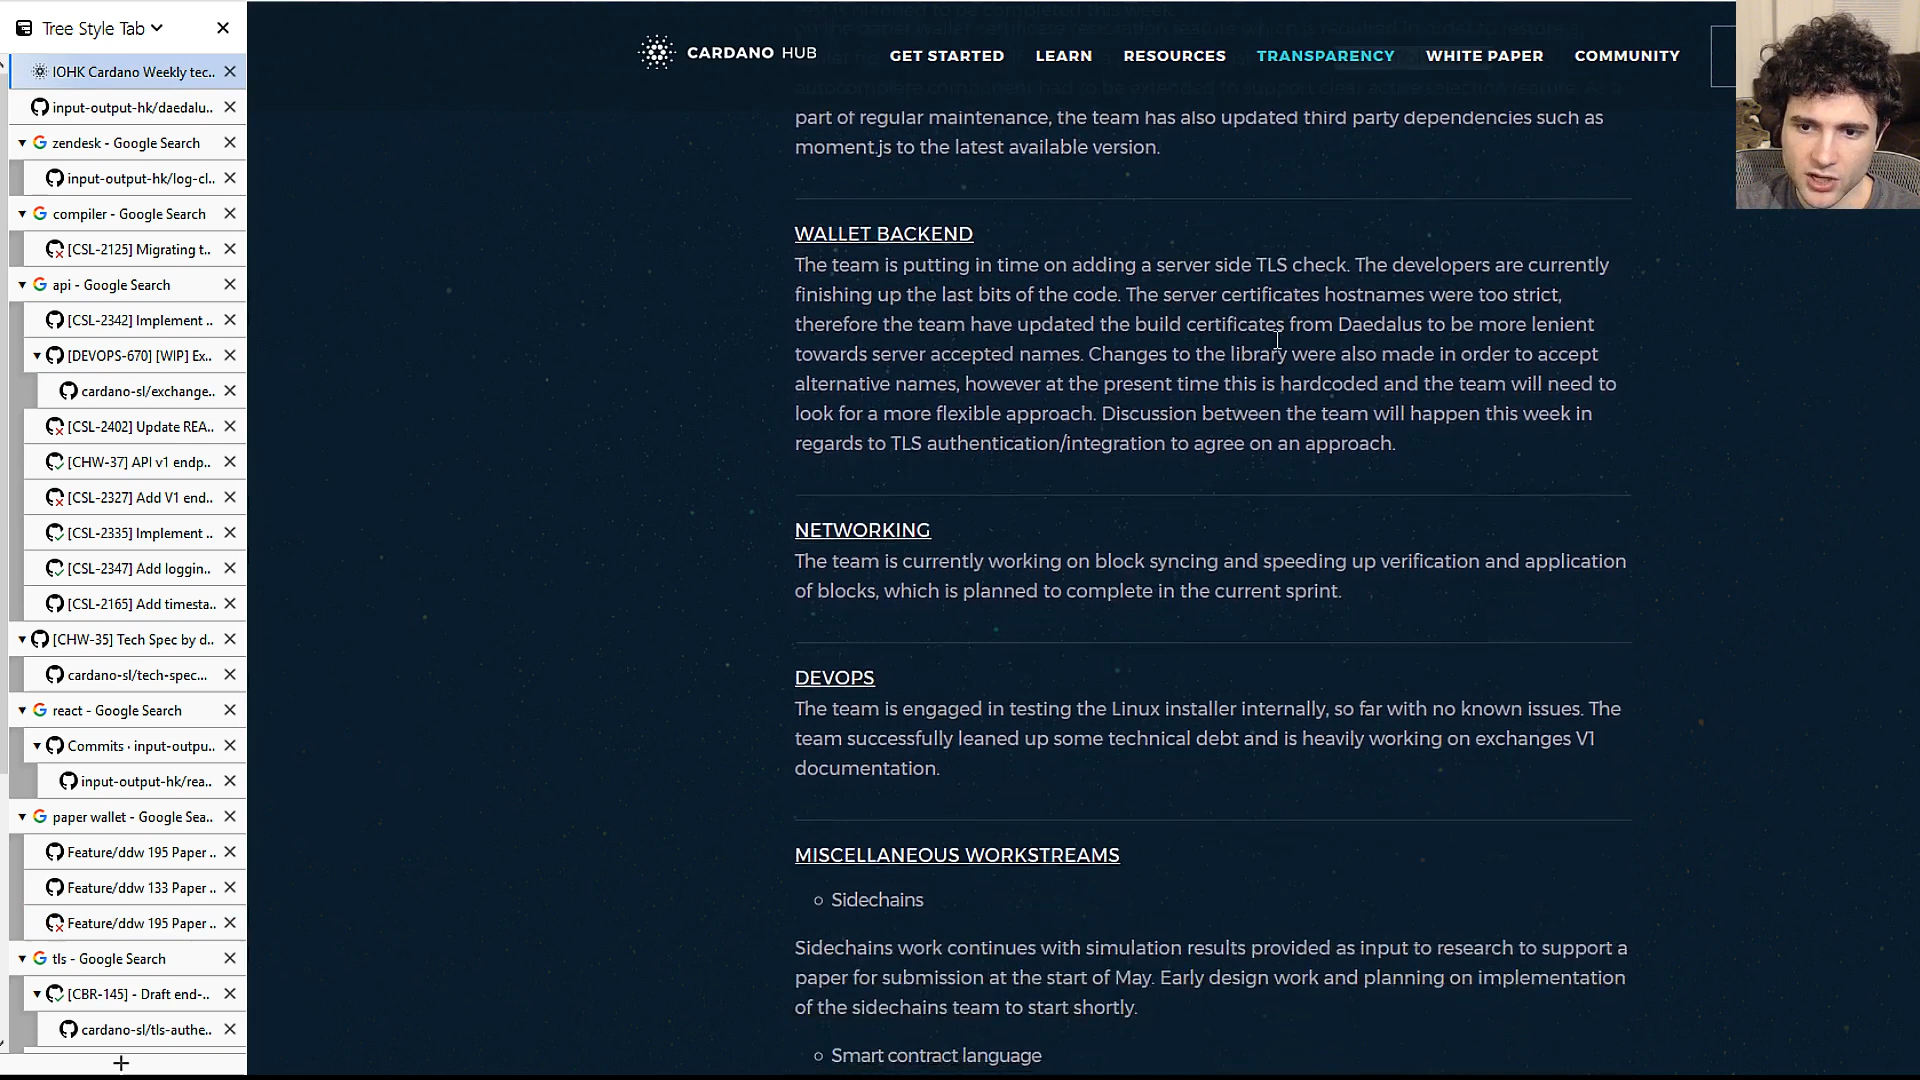 Tree Style Tab
IOHK Cardano Weekly tec..
input-output-hk/daedalu..
zendesk - Google Search
input-output-hk/log-cl..
compiler - Google Search
[CSL-2125] Migrating t..
api - Google Search
[CSL-2342] Implement ..
[DEVOPS-670] [WIP] Ex..
cardano-sl/exchange..
[CSL-2402] Update REA..
[CHW-37] API v1 endp..
[CSL-2327] Add V1 end..
[CSL-2335] Implement ..
[CSL-2347] Add loggin..
[CSL-2165] Add timesta..
[CHW-35] Tech Spec by d..
cardano-sl/tech-spec...
react - Google Search
Commits · input-outpu..
input-output-hk/rea..
paper wallet - Google Sea..
Feature/ddw 195 Paper ..
Feature/ddw 133 Paper ..
Feature/ddw 195 Paper ..
tls - Google Search
[CBR-145] - Draft end-..
cardano-sl/tls-authe..
CARDANO HUB
GET STARTED
LEARN
RESOURCES
TRANSPARENCY
WHITE PAPER
COMMUNITY
part of regular maintenance, the team has also updated third party dependencies such as
moment.js to the latest available version.
WALLET BACKEND
The team is putting in time on adding a server side TLS check. The developers are currently
finishing up the last bits of the code. The server certificates hostnames were too strict,
therefore the team have updated the build certificates from Daedalus to be more lenient
towards server accepted names. Changes to the library were also made in order to accept
alternative names, however at the present time this is hardcoded and the team will need to
look for a more flexible approach. Discussion between the team will happen this week in
regards to TLS authentication/integration to agree on an approach.
NETWORKING
The team is currently working on block syncing and speeding up verification and application
of blocks, which is planned to complete in the current sprint.
DEVOPS
The team is engaged in testing the Linux installer internally, so far with no known issues. The
team successfully leaned up some technical debt and is heavily working on exchanges V1
documentation.
MISCELLANEOUS WORKSTREAMS
Sidechains
Sidechains work continues with simulation results provided as input to research to support a
paper for submission at the start of May. Early design work and planning on implementation
of the sidechains team to start shortly.
Smart contract language